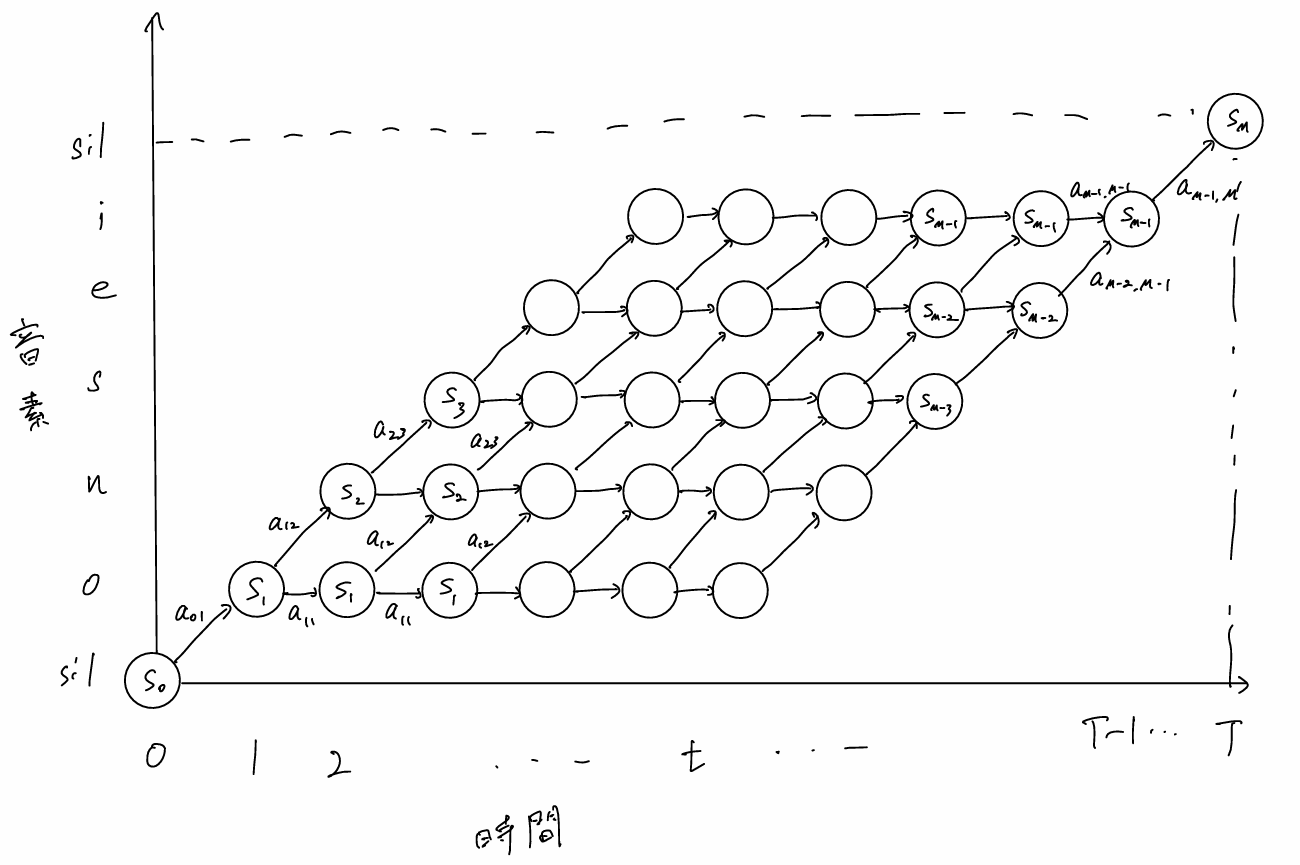 sil
S_M
i
a_{M-1,M-1}
a_{M-1,M}
S_{M-1} S_{M-1} S_{M-1}
e
a_{M-2,M-1}
S_{M-2} S_{M-2}
音素
s
S_3
S_{M-3}
a_{23} a_{23}
n
S_2 S_2
a_{12} a_{12} a_{12}
o
S_1 S_1 S_1
a_{01} a_{11} a_{11}
sil
S_0
0 1 2 ... - t ... - T-1 ... T
時間